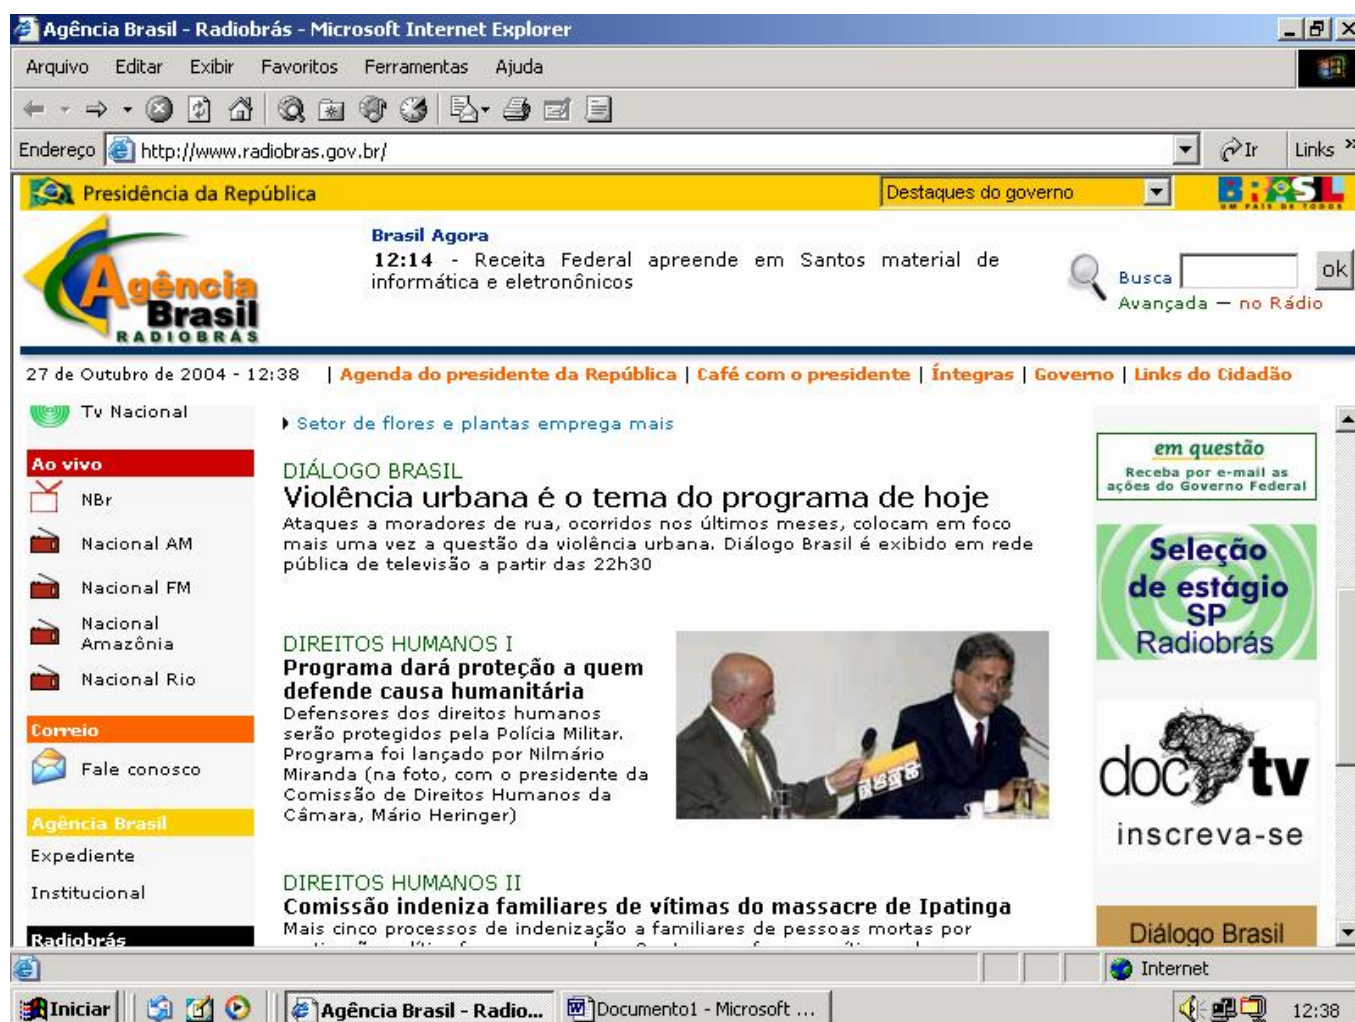 Agência Brasil - Radiobrás - Microsoft Internet Explorer
Arquivo Editar Exibir Favoritos Ferramentas Ajuda
Endereço http://www.radiobras.gov.br/ Ir Links »
Presidência da República
Destaques do governo
BRASIL
UM PAÍS DE TODOS
Agência
Brasil
RADIOBRÁS
Brasil Agora
12:14 - Receita Federal apreende em Santos material de
informática e eletronônicos
Busca ok
Avançada — no Rádio
27 de Outubro de 2004 - 12:38 | Agenda do presidente da República | Café com o presidente | Íntegras | Governo | Links do Cidadão
Tv Nacional
Ao vivo
NBr
Nacional AM
Nacional FM
Nacional
Amazônia
Nacional Rio
Correio
Fale conosco
Agência Brasil
Expediente
Institucional
Radiobrás
Setor de flores e plantas emprega mais
DIÁLOGO BRASIL
Violência urbana é o tema do programa de hoje
Ataques a moradores de rua, ocorridos nos últimos meses, colocam em foco
mais uma vez a questão da violência urbana. Diálogo Brasil é exibido em rede
pública de televisão a partir das 22h30
DIREITOS HUMANOS I
Programa dará proteção a quem
defende causa humanitária
Defensores dos direitos humanos
serão protegidos pela Polícia Militar.
Programa foi lançado por Nilmário
Miranda (na foto, com o presidente da
Comissão de Direitos Humanos da
Câmara, Mário Heringer)
DIREITOS HUMANOS II
Comissão indeniza familiares de vítimas do massacre de Ipatinga
Mais cinco processos de indenização a familiares de pessoas mortas por
em questão
Receba por e-mail as
ações do Governo Federal
Seleção
de estágio
SP
Radiobrás
doc tv
inscreva-se
Diálogo Brasil
Internet
Iniciar Agência Brasil - Radio... Documento1 - Microsoft ... 12:38